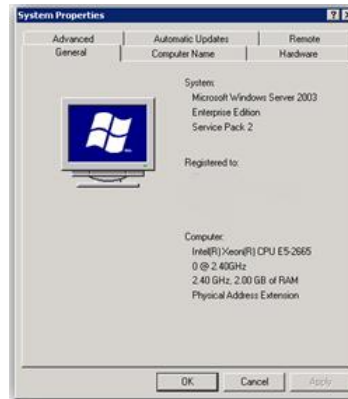 System Properties
Advanced
Automatic Updates
Remote
General
Computer Name
Hardware
System:
Microsoft Windows Server 2003
Enterprise Edition
Service Pack 2
Registered to:
Computer:
Intel(R) Xeon(R) CPU E5-2665
0 @ 2.40GHz
2.40 GHz, 2.00 GB of RAM
Physical Address Extension
OK
Cancel
Apply